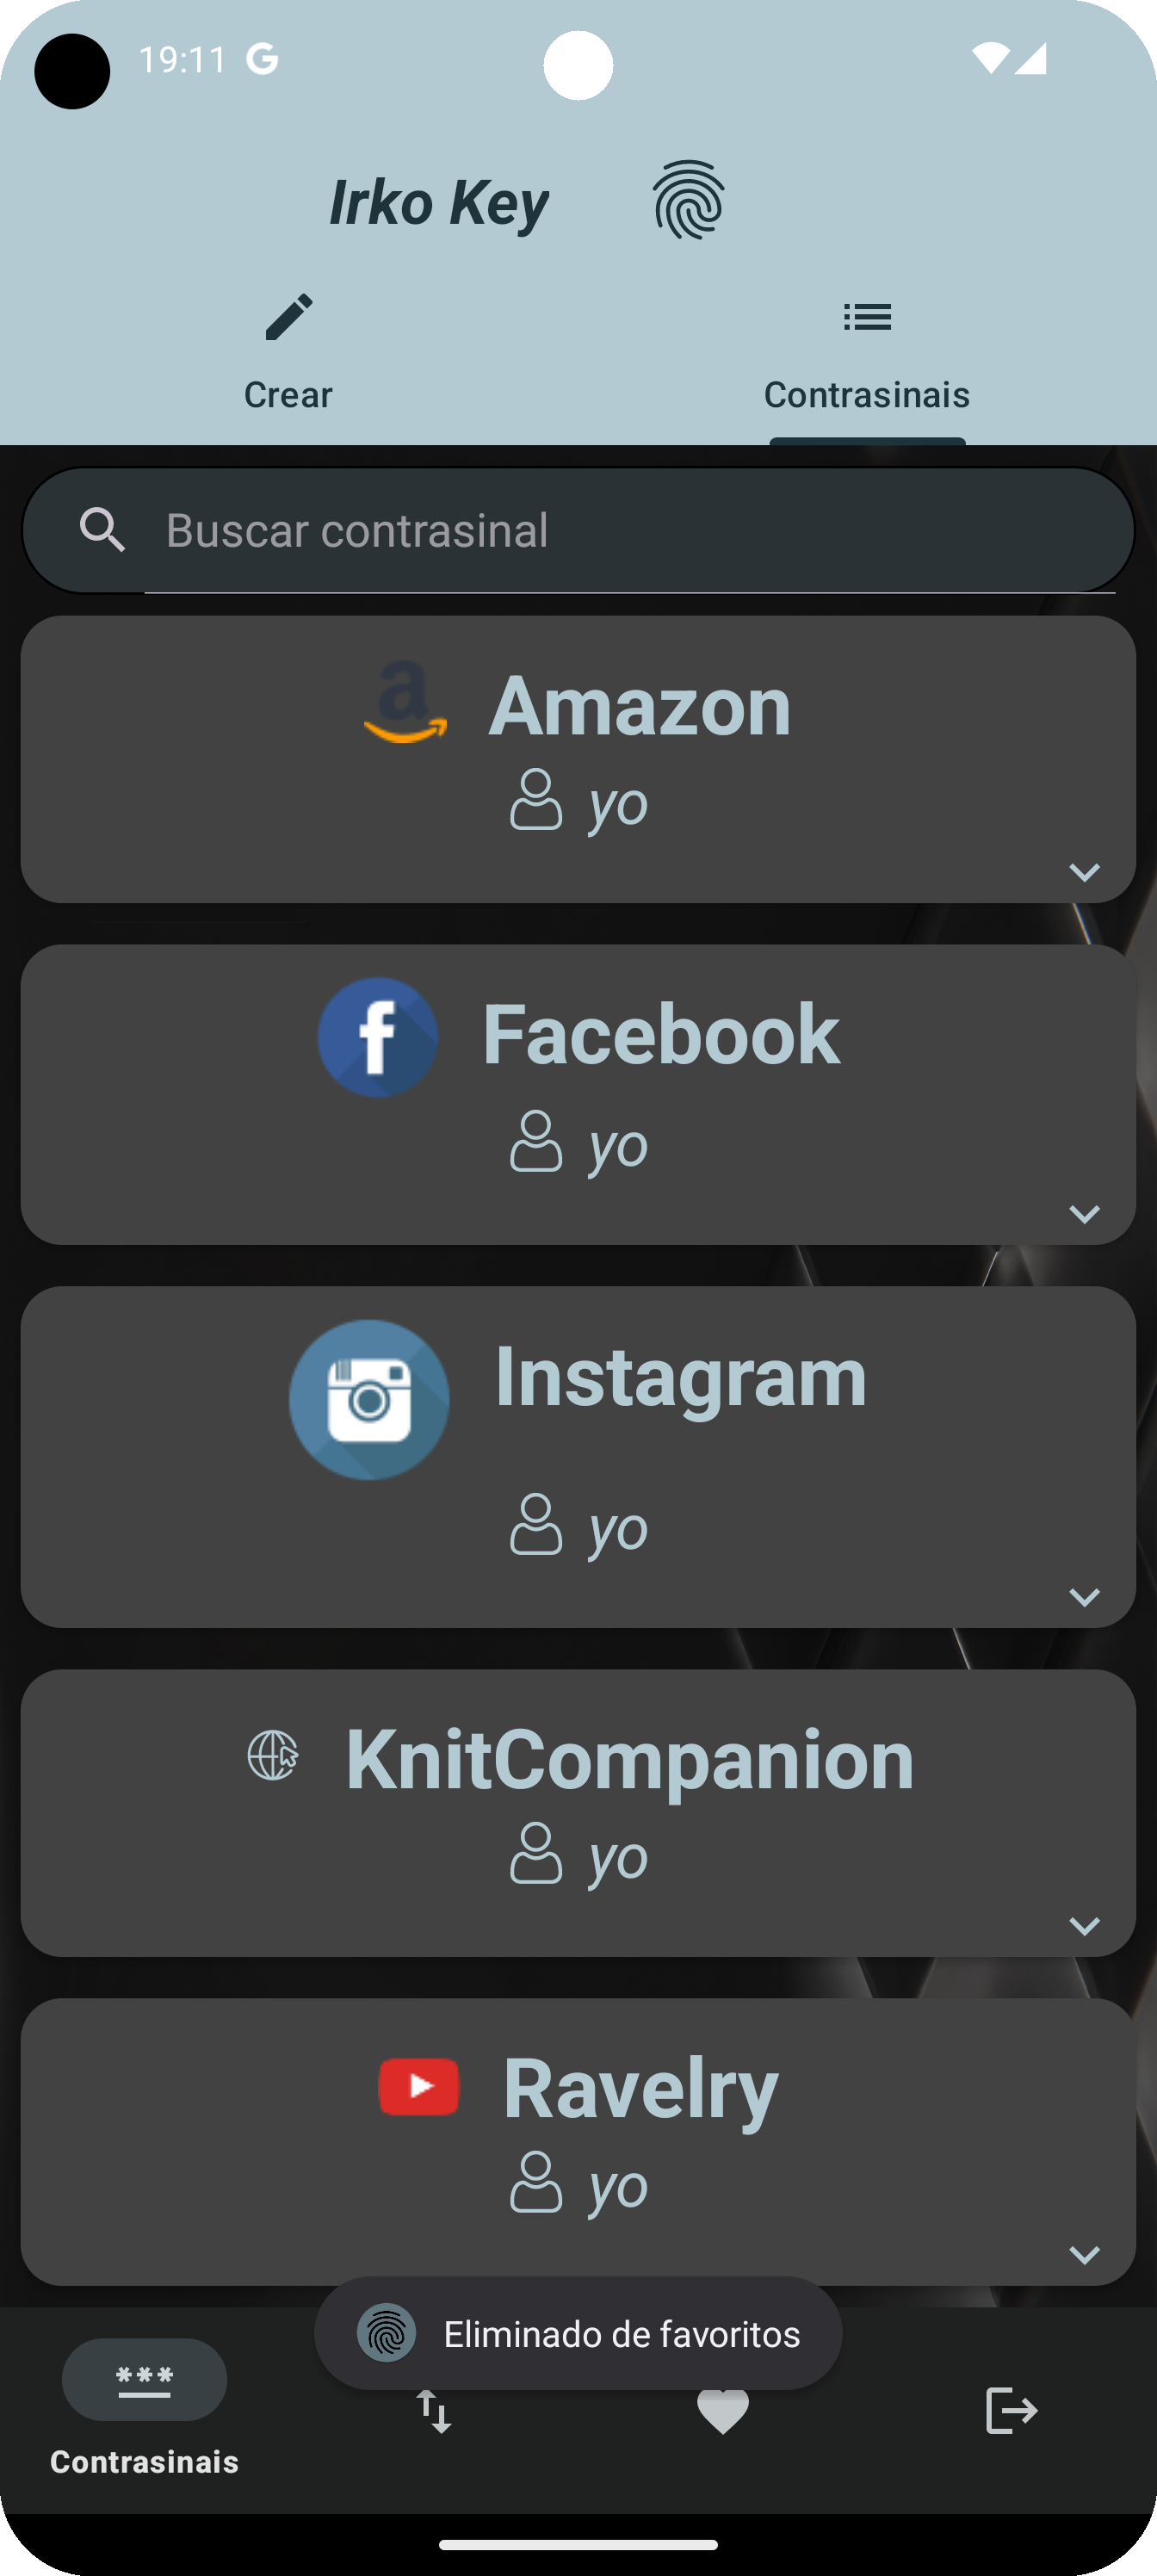 19:11 G
Irko Key
Crear
Contrasinais
Buscar contrasinal
a Amazon
yo
f Facebook
yo
Instagram
yo
KnitCompanion
yo
Ravelry
yo
Eliminado de favoritos
***
Contrasinais